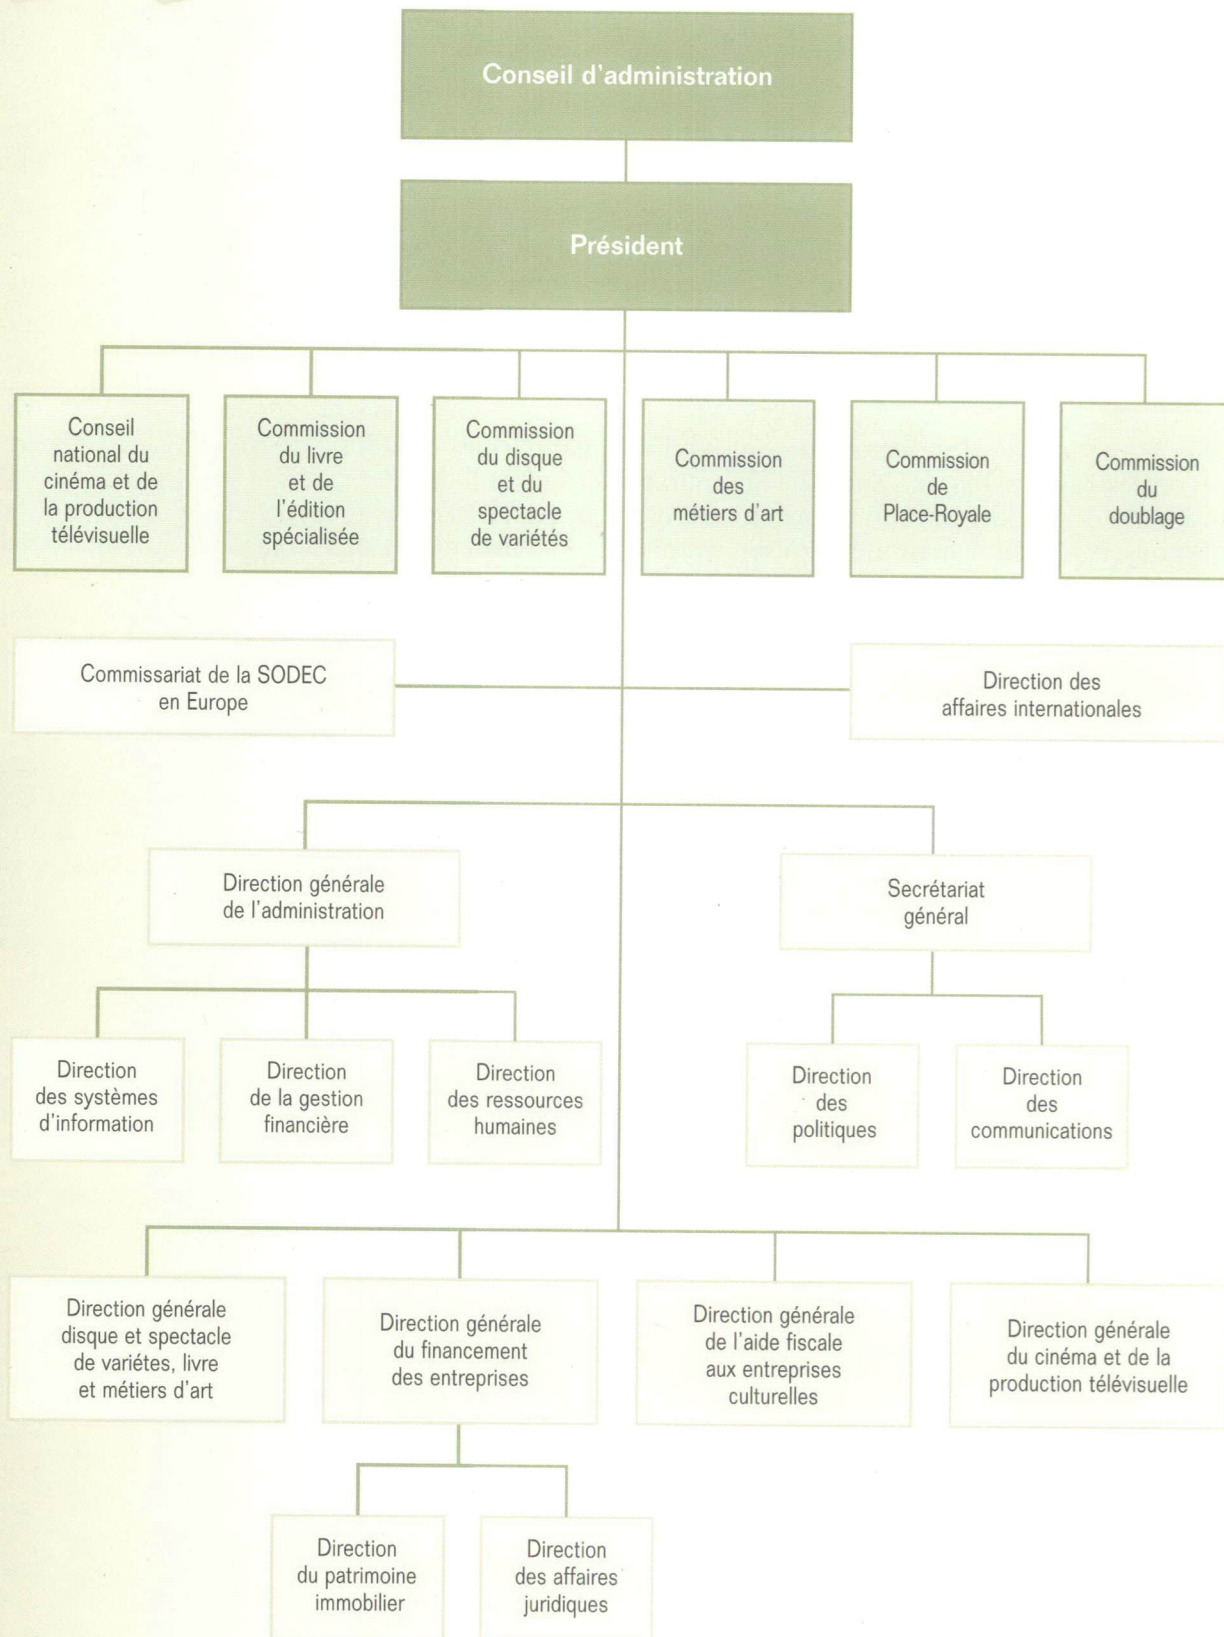 Conseil d'administration
Président
Conseil
national du
cinéma et de
la production
télévisuelle
Commission
du livre
et de
l'édition
spécialisée
Commission
du disque
et du
spectacle
de variétés
Commission
des
métiers d'art
Commission
de
Place-Royale
Commission
du
doublage
Commissariat de la SODEC
en Europe
Direction des
affaires internationales
Direction générale
de l'administration
Secrétariat
général
Direction
des systèmes
d'information
Direction
de la gestion
financière
Direction
des ressources
humaines
Direction
des
politiques
Direction
des
communications
Direction générale
disque et spectacle
de variétes, livre
et métiers d'art
Direction générale
du financement
des entreprises
Direction générale
de l'aide fiscale
aux entreprises
culturelles
Direction générale
du cinéma et de la
production télévisuelle
Direction
du patrimoine
immobilier
Direction
des affaires
juridiques